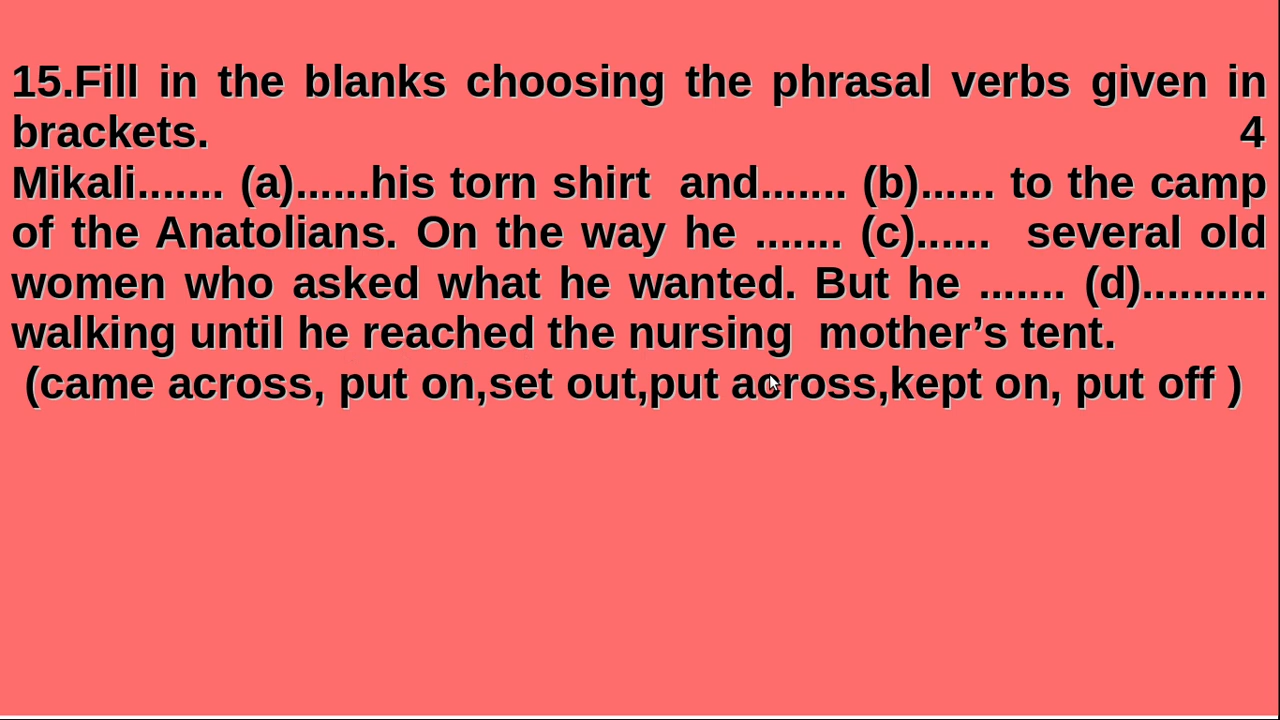 15.Fill in the blanks choosing the phrasal verbs given in
brackets. 4
Mikali....... (a)......his torn shirt and....... (b)...... to the camp
of the Anatolians. On the way he ....... (c)...... several old
women who asked what he wanted. But he ....... (d)..........
walking until he reached the nursing mother’s tent.
(came across, put on,set out,put across,kept on, put off )